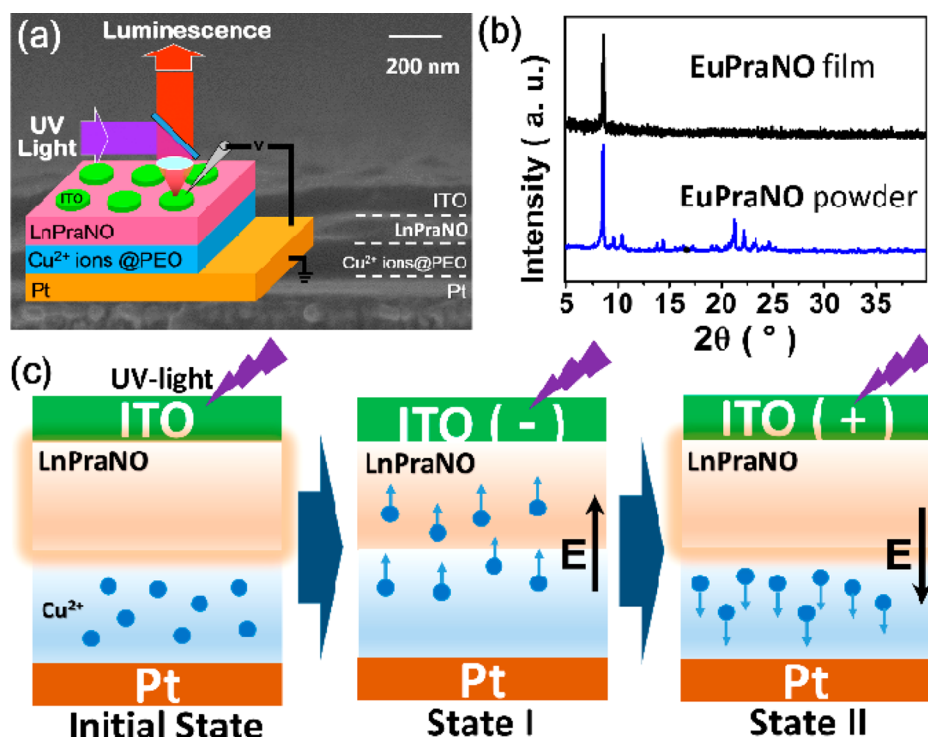 (a)
Luminescence
200 nm
UV
Light
V
ITO
ITO
LnPraNO
LnPraNO
Cu²⁺ ions @PEO
Cu²⁺ ions@PEO
Pt
Pt
(b)
Intensity ( a. u.)
EuPraNO film
EuPraNO powder
5 10 15 20 25 30 35
2θ ( ° )
(c)
UV-light
ITO
LnPraNO
Cu²⁺
Pt
Initial State
ITO ( - )
LnPraNO
E
Pt
State I
ITO ( + )
LnPraNO
E
Pt
State II